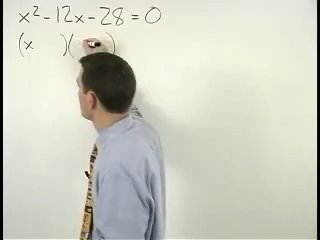 x² - 12x - 28 = 0
(x  )(  )